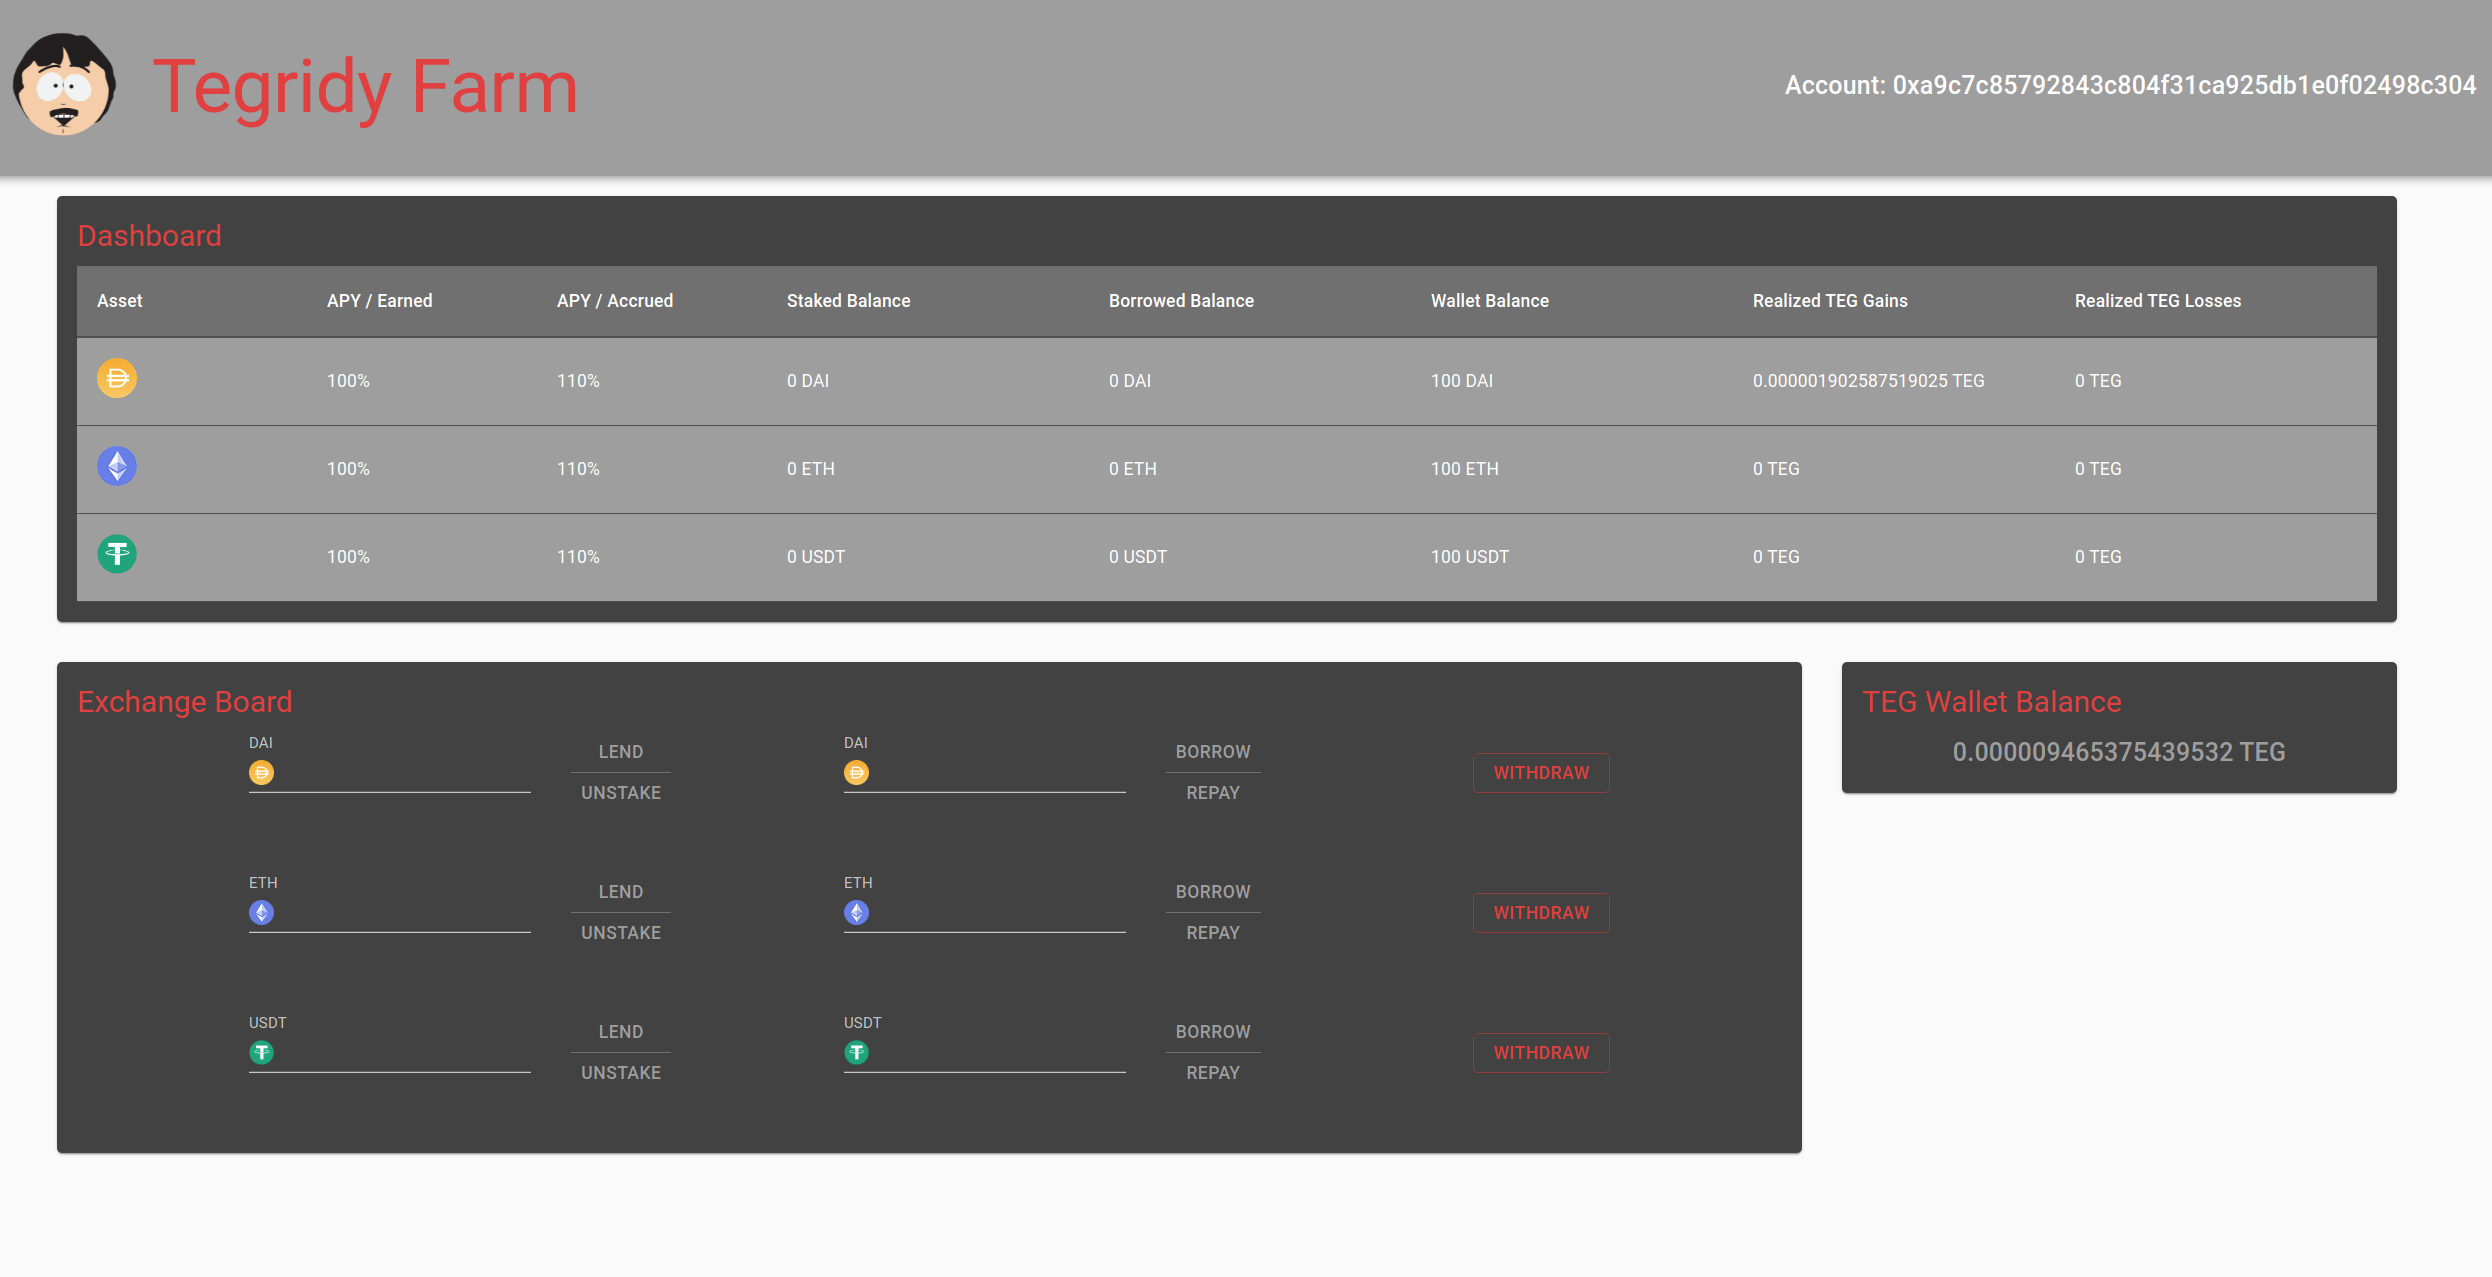 Tegridy Farm
Account: 0xa9c7c85792843c804f31ca925db1e0f02498c304
Dashboard
Asset APY / Earned APY / Accrued Staked Balance Borrowed Balance Wallet Balance Realized TEG Gains Realized TEG Losses
100% 110% 0 DAI 0 DAI 100 DAI 0.000001902587519025 TEG 0 TEG
100% 110% 0 ETH 0 ETH 100 ETH 0 TEG 0 TEG
100% 110% 0 USDT 0 USDT 100 USDT 0 TEG 0 TEG
Exchange Board
DAI LEND DAI BORROW
WITHDRAW
UNSTAKE REPAY
ETH LEND ETH BORROW
WITHDRAW
UNSTAKE REPAY
USDT LEND USDT BORROW
WITHDRAW
UNSTAKE REPAY
TEG Wallet Balance
0.000009465375439532 TEG